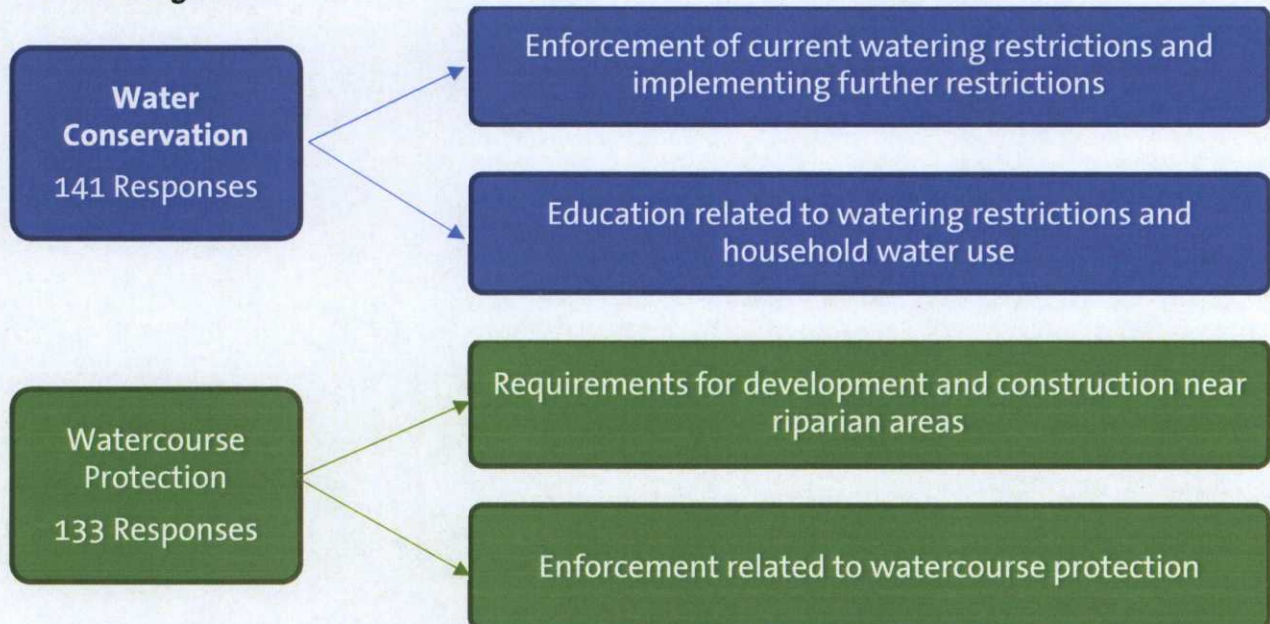 Water
Conservation
141 Responses
Enforcement of current watering restrictions and
implementing further restrictions
Education related to watering restrictions and
household water use
Watercourse
Protection
133 Responses
Requirements for development and construction near
riparian areas
Enforcement related to watercourse protection